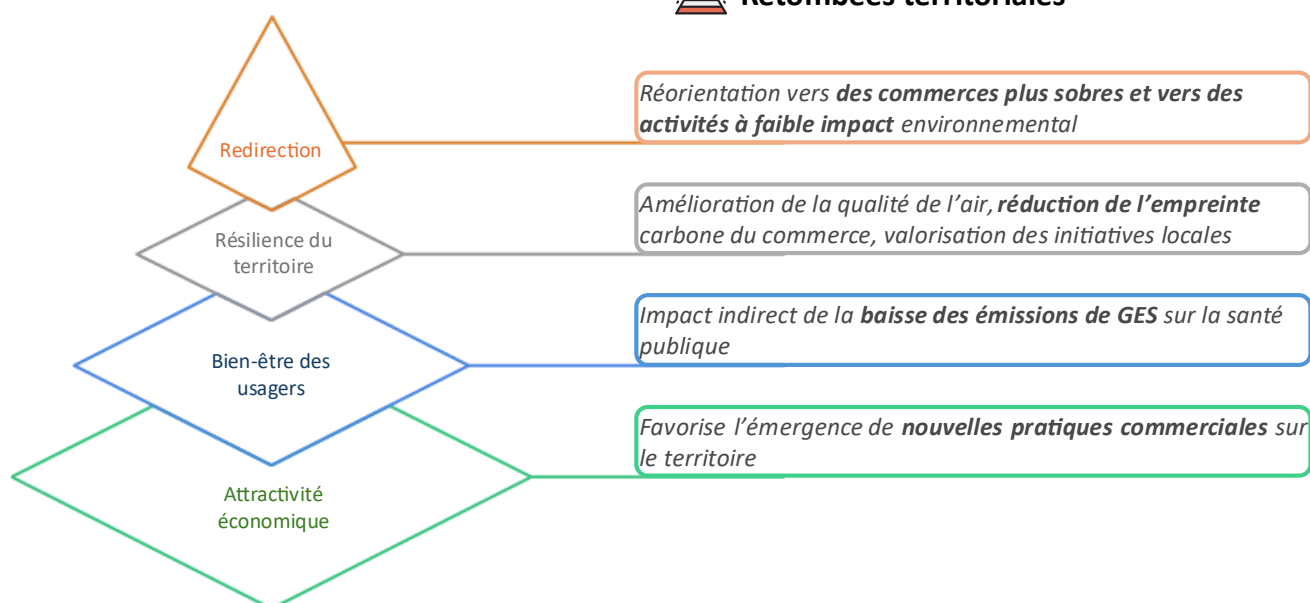 Retombées territoriales
Redirection
Réorientation vers des commerces plus sobres et vers des
activités à faible impact environnemental
Résilience du
territoire
Amélioration de la qualité de l’air, réduction de l’empreinte
carbone du commerce, valorisation des initiatives locales
Bien-être des
usagers
Impact indirect de la baisse des émissions de GES sur la santé
publique
Attractivité
économique
Favorise l’émergence de nouvelles pratiques commerciales sur
le territoire